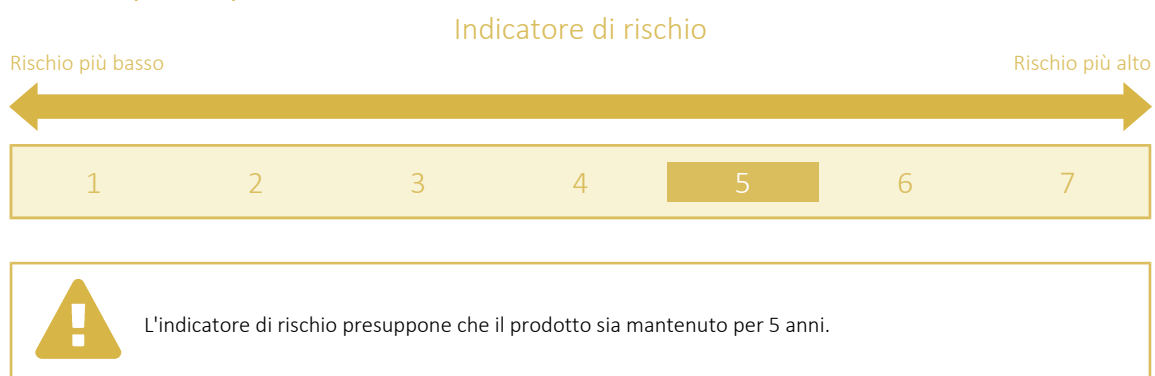 Indicatore di rischio
Rischio più basso Rischio più alto
1 2 3 4 5 6 7
L'indicatore di rischio presuppone che il prodotto sia mantenuto per 5 anni.